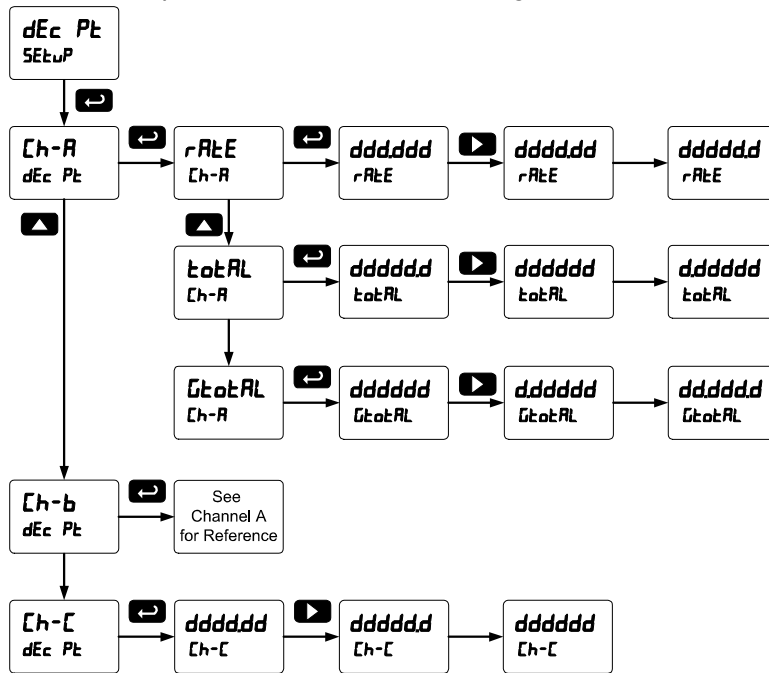 dEc Pt
SEtuP
Ch-A
dEc Pt
rAtE
Ch-A
ddd.ddd
rAtE
dddd.dd
rAtE
ddddd.d
rAtE
totAL
Ch-A
ddddd.d
totAL
dddddd
totAL
d.ddddd
totAL
GtotAL
Ch-A
dddddd
GtotAL
d.ddddd
GtotAL
dd.ddd.d
GtotAL
Ch-b
dEc Pt
See
Channel A
for Reference
Ch-C
dEc Pt
dddd.dd
Ch-C
ddddd.d
Ch-C
dddddd
Ch-C